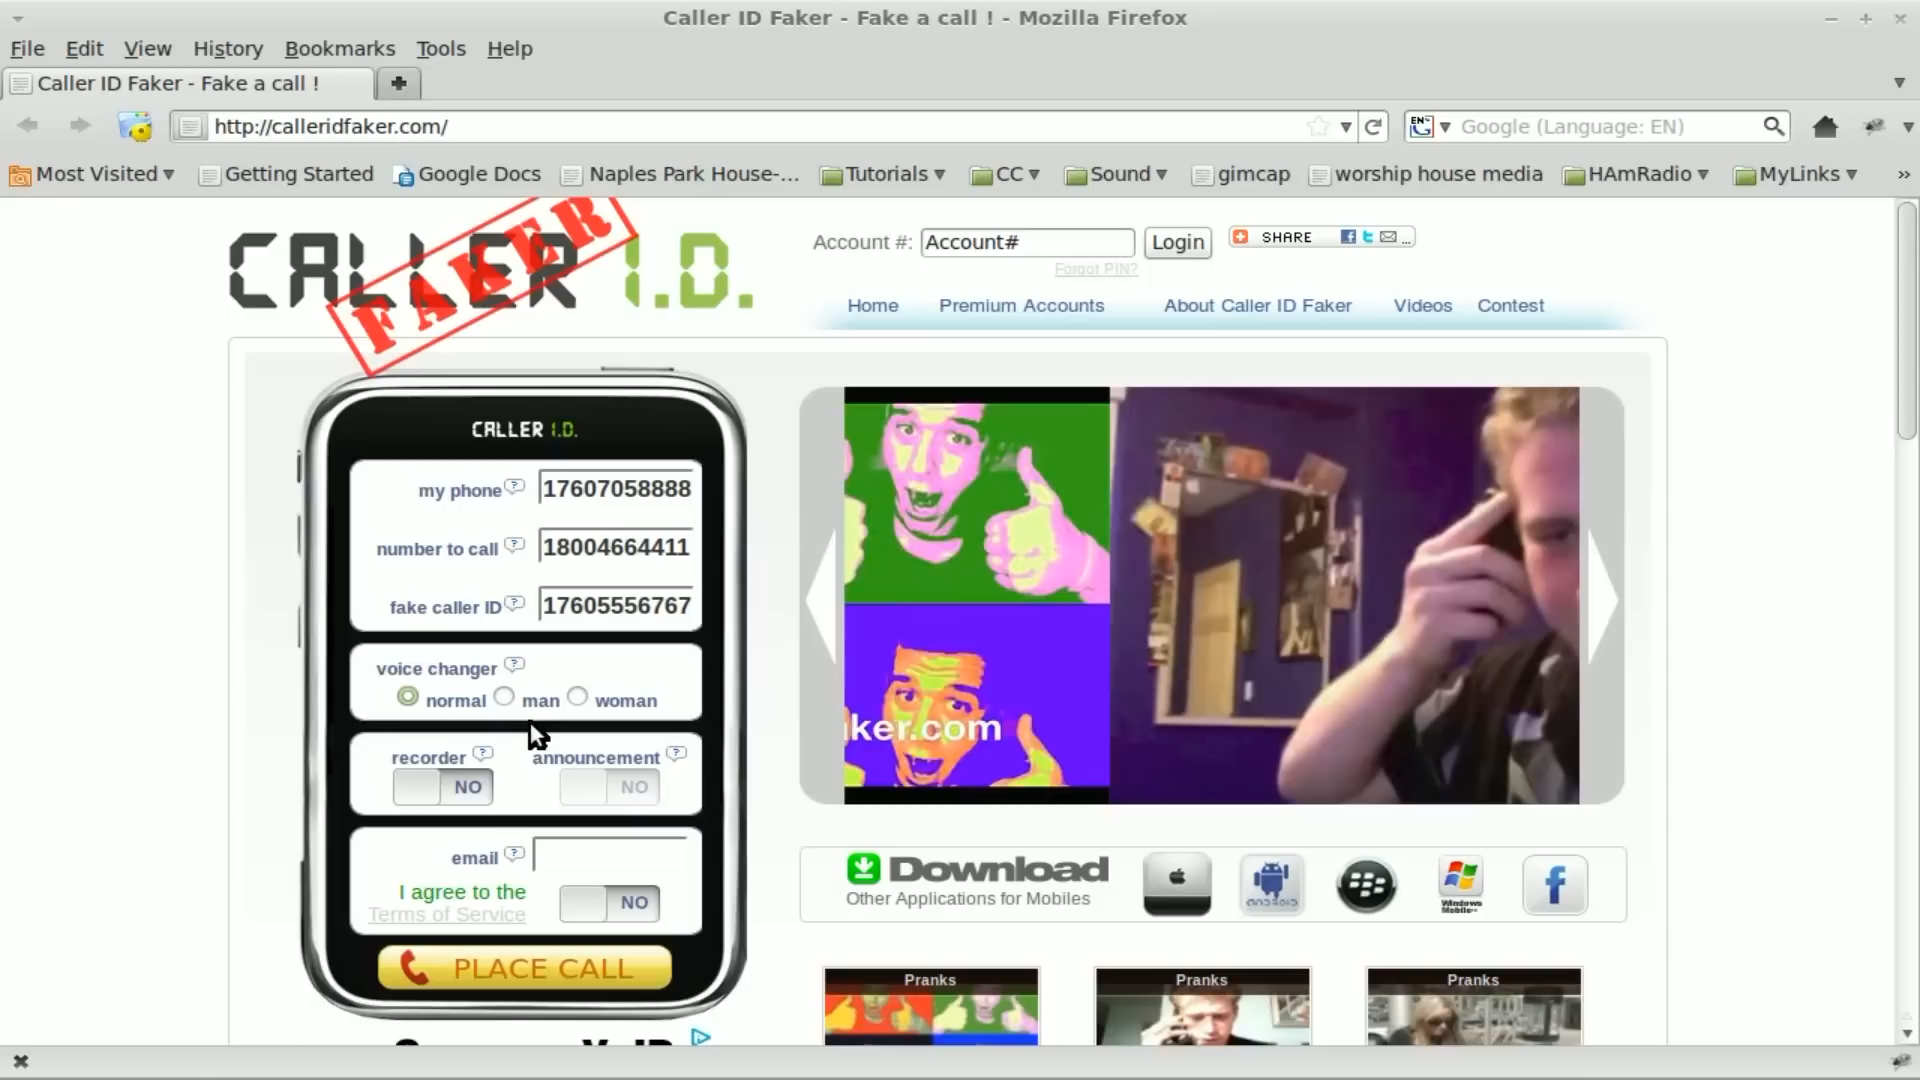 Caller ID Faker - Fake a call ! - Mozilla Firefox
File Edit View History Bookmarks Tools Help
Caller ID Faker - Fake a call !
http://calleridfaker.com/
Google (Language: EN)
Most Visited Getting Started Google Docs Naples Park House-... Tutorials CC Sound gimcap worship house media HAmRadio MyLinks »
CALLER I.D.
FAKER
Account #: Account# Login SHARE ...
Forgot PIN?
Home Premium Accounts About Caller ID Faker Videos Contest
CALLER I.D.
my phone ? 17607058888
number to call ? 18004664411
fake caller ID ? 17605556767
voice changer ?
normal man woman
recorder ? announcement ?
NO NO
email ?
I agree to the
Terms of Service
NO
PLACE CALL
ker.com
Download
Other Applications for Mobiles
ANDROID
Windows
Mobile
Pranks Pranks Pranks